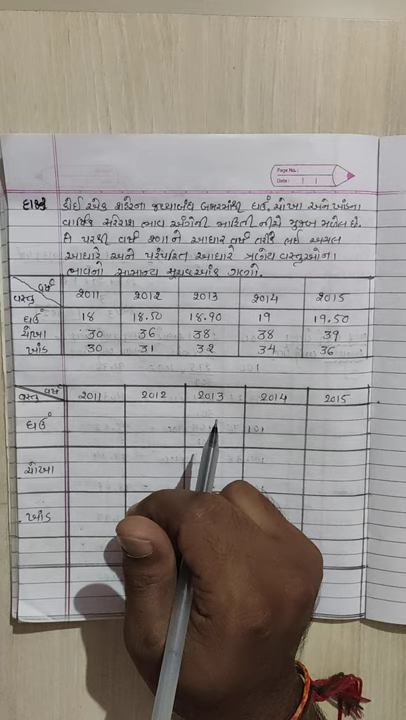 Page No.:
Date: / /
કોઈ એક શહેરના જથ્થાબંધ બજારમાંથી ઘઉં, ચોખા અને ખાંડના
વાર્ષિક સરેરાશ ભાવ અંગેની માહિતી નીચે મુજબ મળેલ છે.
તે પરથી વર્ષ 2011ને આધાર વર્ષ તરીકે લઈ અચલ
આધારે અને પરંપરિત આધારે ત્રણેય વસ્તુઓના
ભાવનો સામાન્ય સૂચકઆંક ગણો.
વસ્તુ વર્ષ 2011 2012 2013 2014 2015
ઘઉં 18 18.50 18.90 19 19.50
ચોખા 30 36 38 38 39
ખાંડ 30 31 32 34 36
વસ્તુ વર્ષ 2011 2012 2013 2014 2015
ઘઉં
ચોખા
ખાંડ